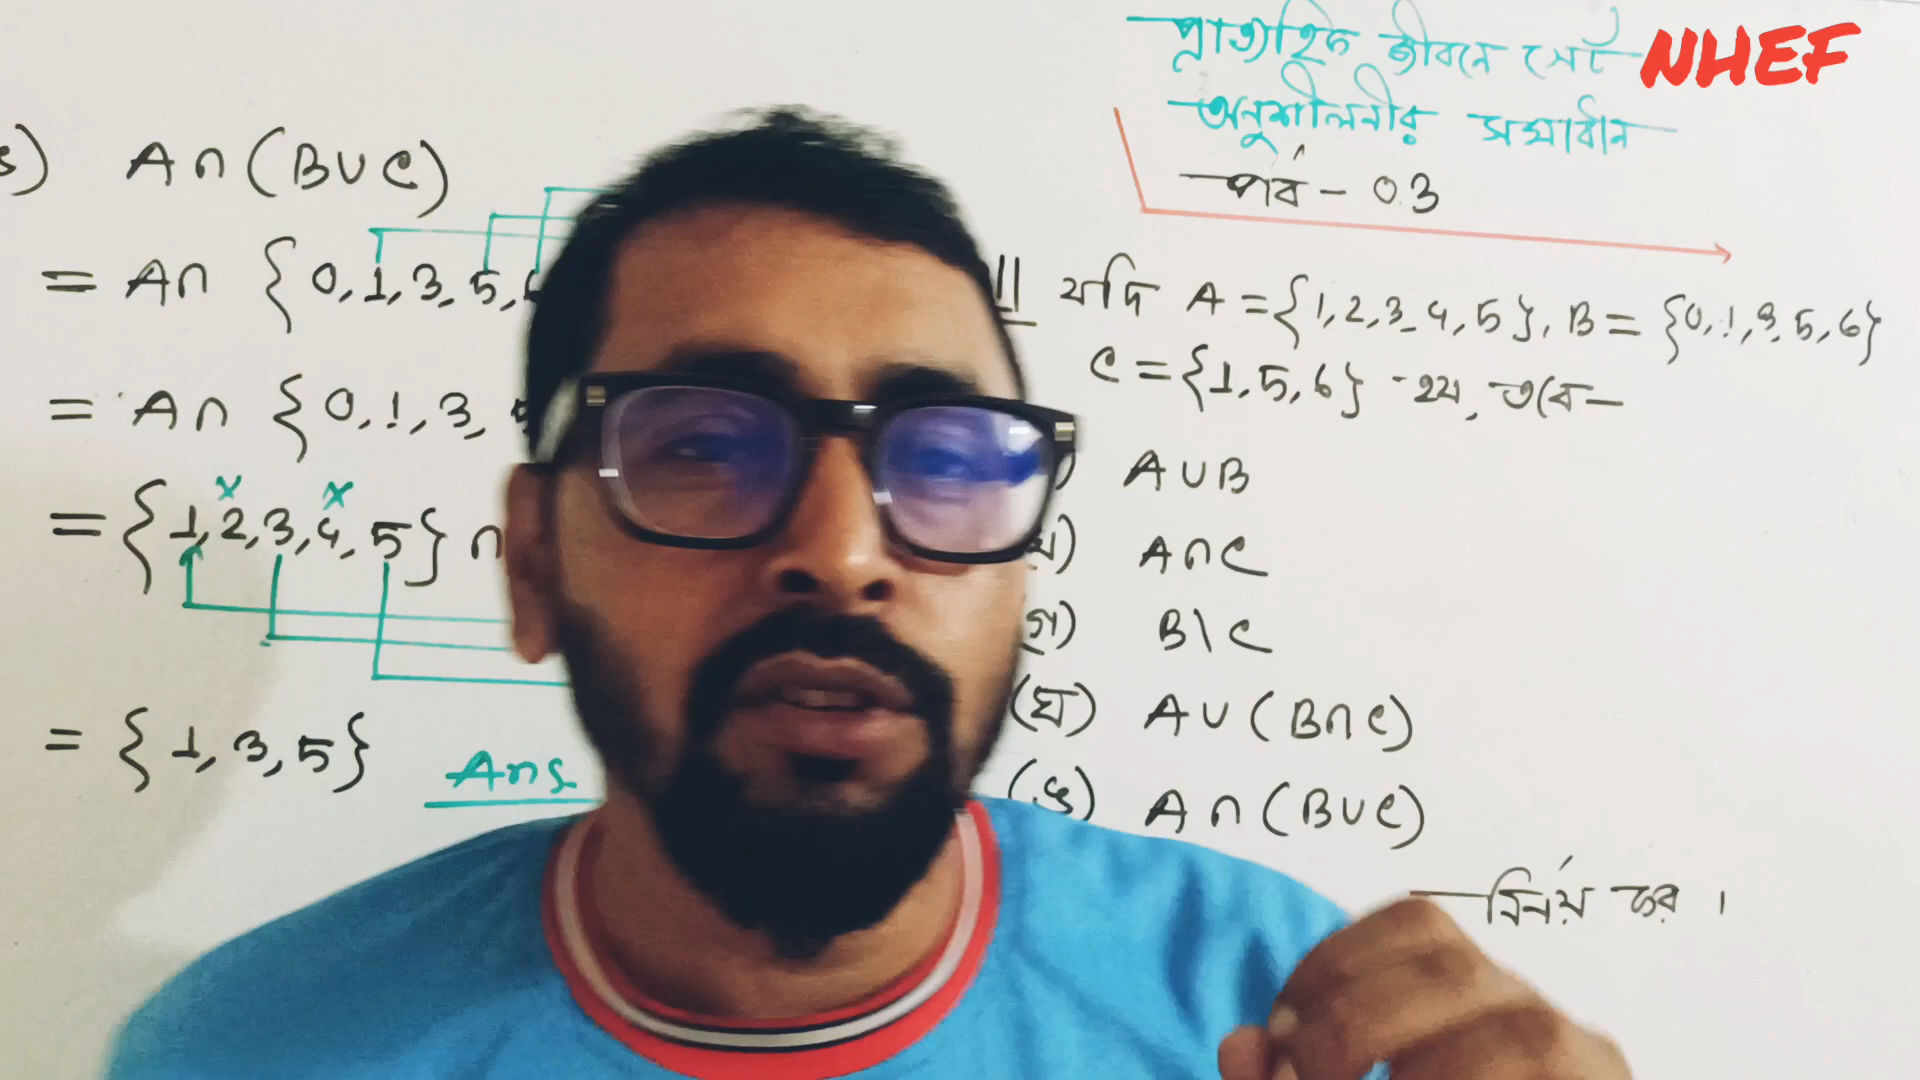 NHEF
প্রাত্যহিক জীবনে সেট
অনুশীলনীর সমাধান
পর্ব - 03
A∩(B∪C)
= A∩ {0,1,3,5,
= A∩ {0,1,3,
= {1,2,3,4,5} ∩
= {1,3,5}
Ans
যদি A = {1,2,3,4,5}, B = {0,1,3,5,6}
C = {1,5,6} হয়, তবে—
) A∪B
) A∩C
গ) B\C
(ঘ) A∪(B∩C)
(ঙ) A∩(B∪C)
নির্ণয় কর।